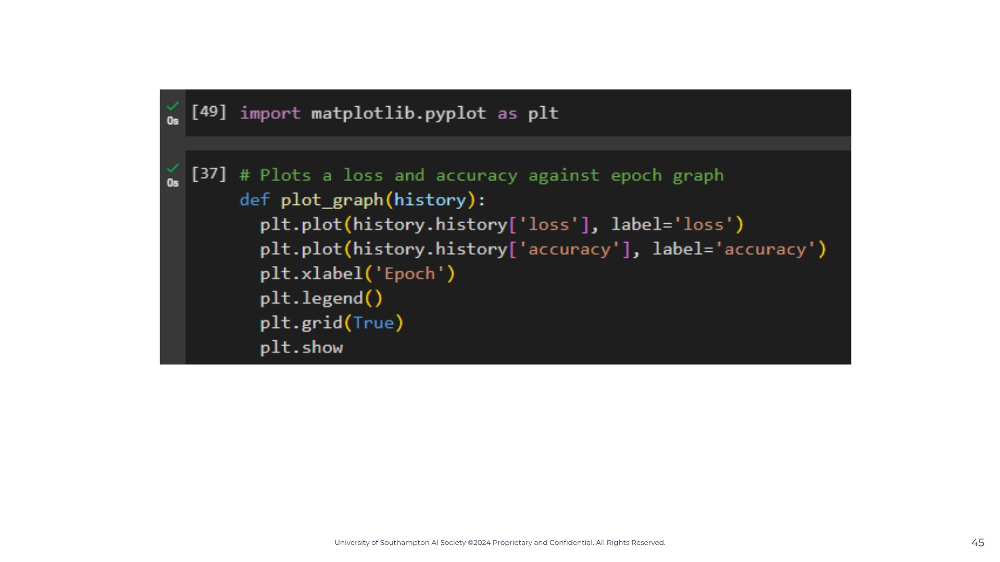 [49] import matplotlib.pyplot as plt
0s
[37] # Plots a loss and accuracy against epoch graph
0s
def plot_graph(history):
  plt.plot(history.history['loss'], label='loss')
  plt.plot(history.history['accuracy'], label='accuracy')
  plt.xlabel('Epoch')
  plt.legend()
  plt.grid(True)
  plt.show
University of Southampton AI Society ©2024 Proprietary and Confidential. All Rights Reserved.
45